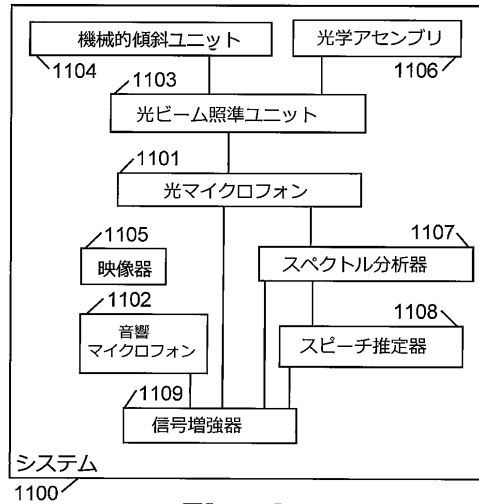 機械的傾斜ユニット
光学アセンブリ
1104
1106
1103
光ビーム照準ユニット
1101
光マイクロフォン
1105
映像器
1107
スペクトル分析器
1102
音響
マイクロフォン
1108
スピーチ推定器
1109
信号増強器
システム
1100